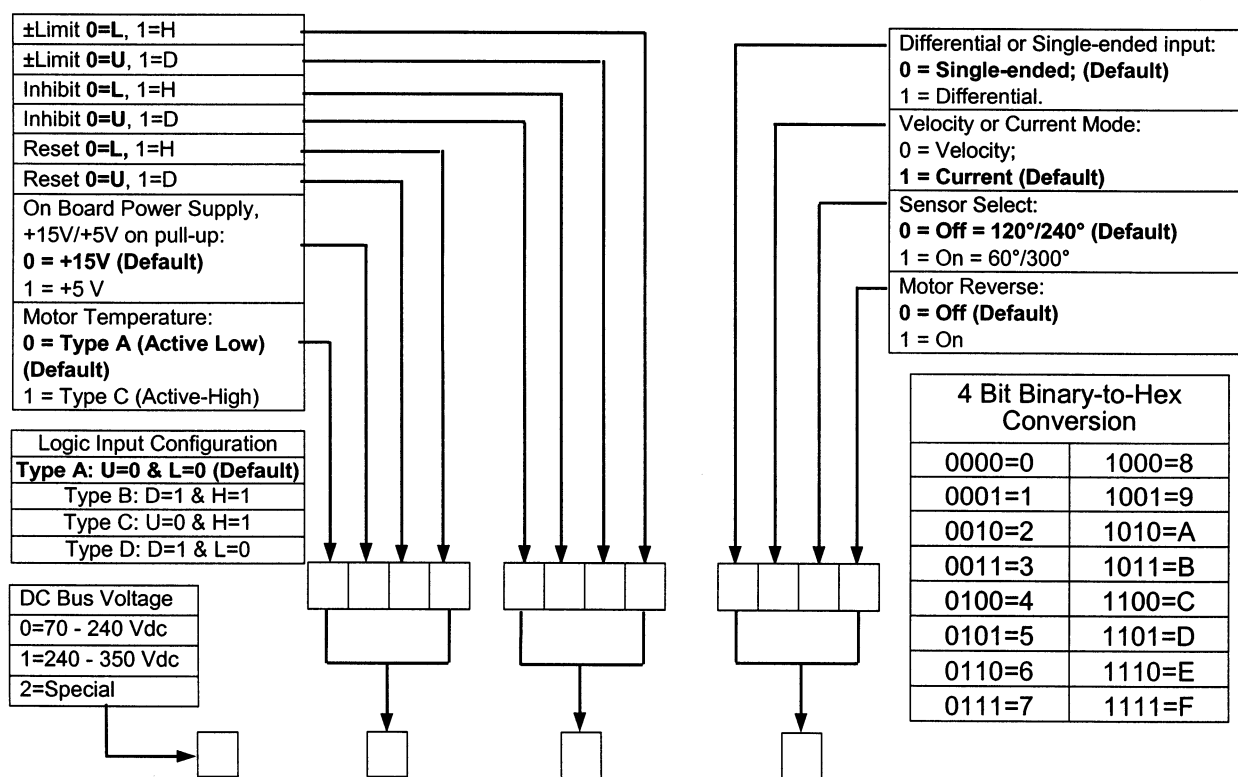 ±Limit 0=L, 1=H
±Limit 0=U, 1=D
Inhibit 0=L, 1=H
Inhibit 0=U, 1=D
Reset 0=L, 1=H
Reset 0=U, 1=D
On Board Power Supply,
+15V/+5V on pull-up:
0 = +15V (Default)
1 = +5 V
Motor Temperature:
0 = Type A (Active Low)
(Default)
1 = Type C (Active-High)
Logic Input Configuration
Type A: U=0 & L=0 (Default)
Type B: D=1 & H=1
Type C: U=0 & H=1
Type D: D=1 & L=0
DC Bus Voltage
0=70 - 240 Vdc
1=240 - 350 Vdc
2=Special
Differential or Single-ended input:
0 = Single-ended; (Default)
1 = Differential.
Velocity or Current Mode:
0 = Velocity;
1 = Current (Default)
Sensor Select:
0 = Off = 120°/240° (Default)
1 = On = 60°/300°
Motor Reverse:
0 = Off (Default)
1 = On
4 Bit Binary-to-Hex
Conversion
0000=0 1000=8
0001=1 1001=9
0010=2 1010=A
0011=3 1011=B
0100=4 1100=C
0101=5 1101=D
0110=6 1110=E
0111=7 1111=F